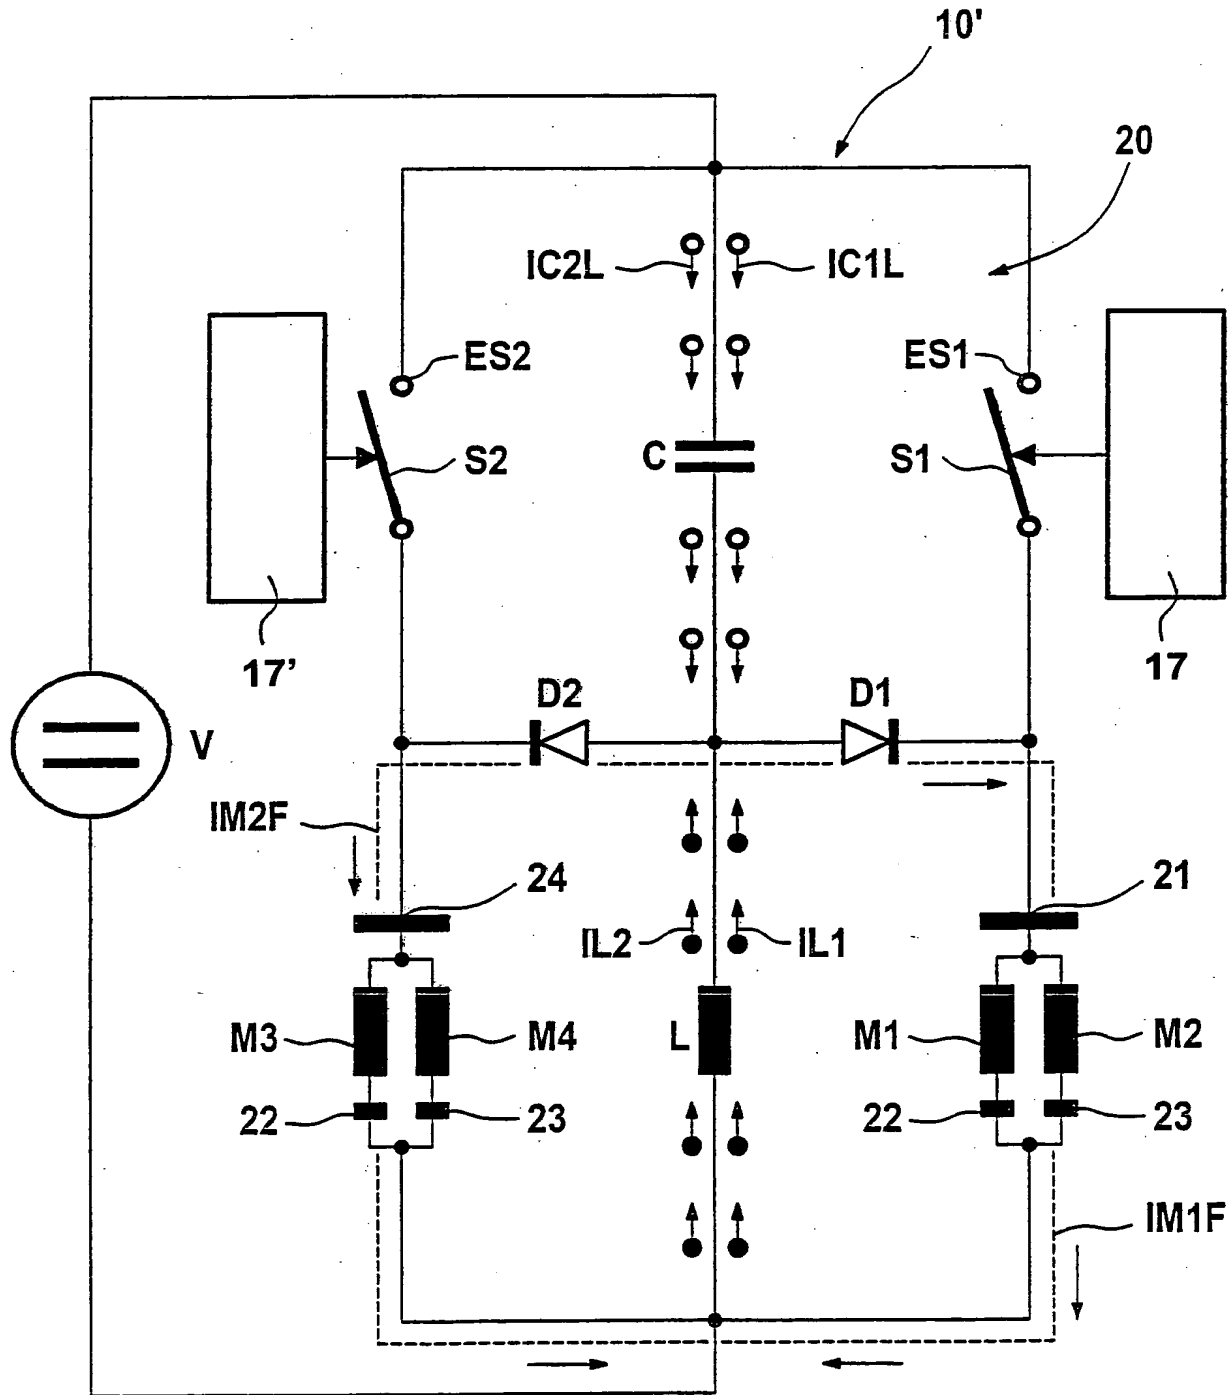 10'
20
IC2L
IC1L
ES2
ES1
S2
C
S1
17’
17
D2
D1
V
IM2F
24
21
IL2
IL1
M3
M4
L
M1
M2
22
23
22
23
IM1F